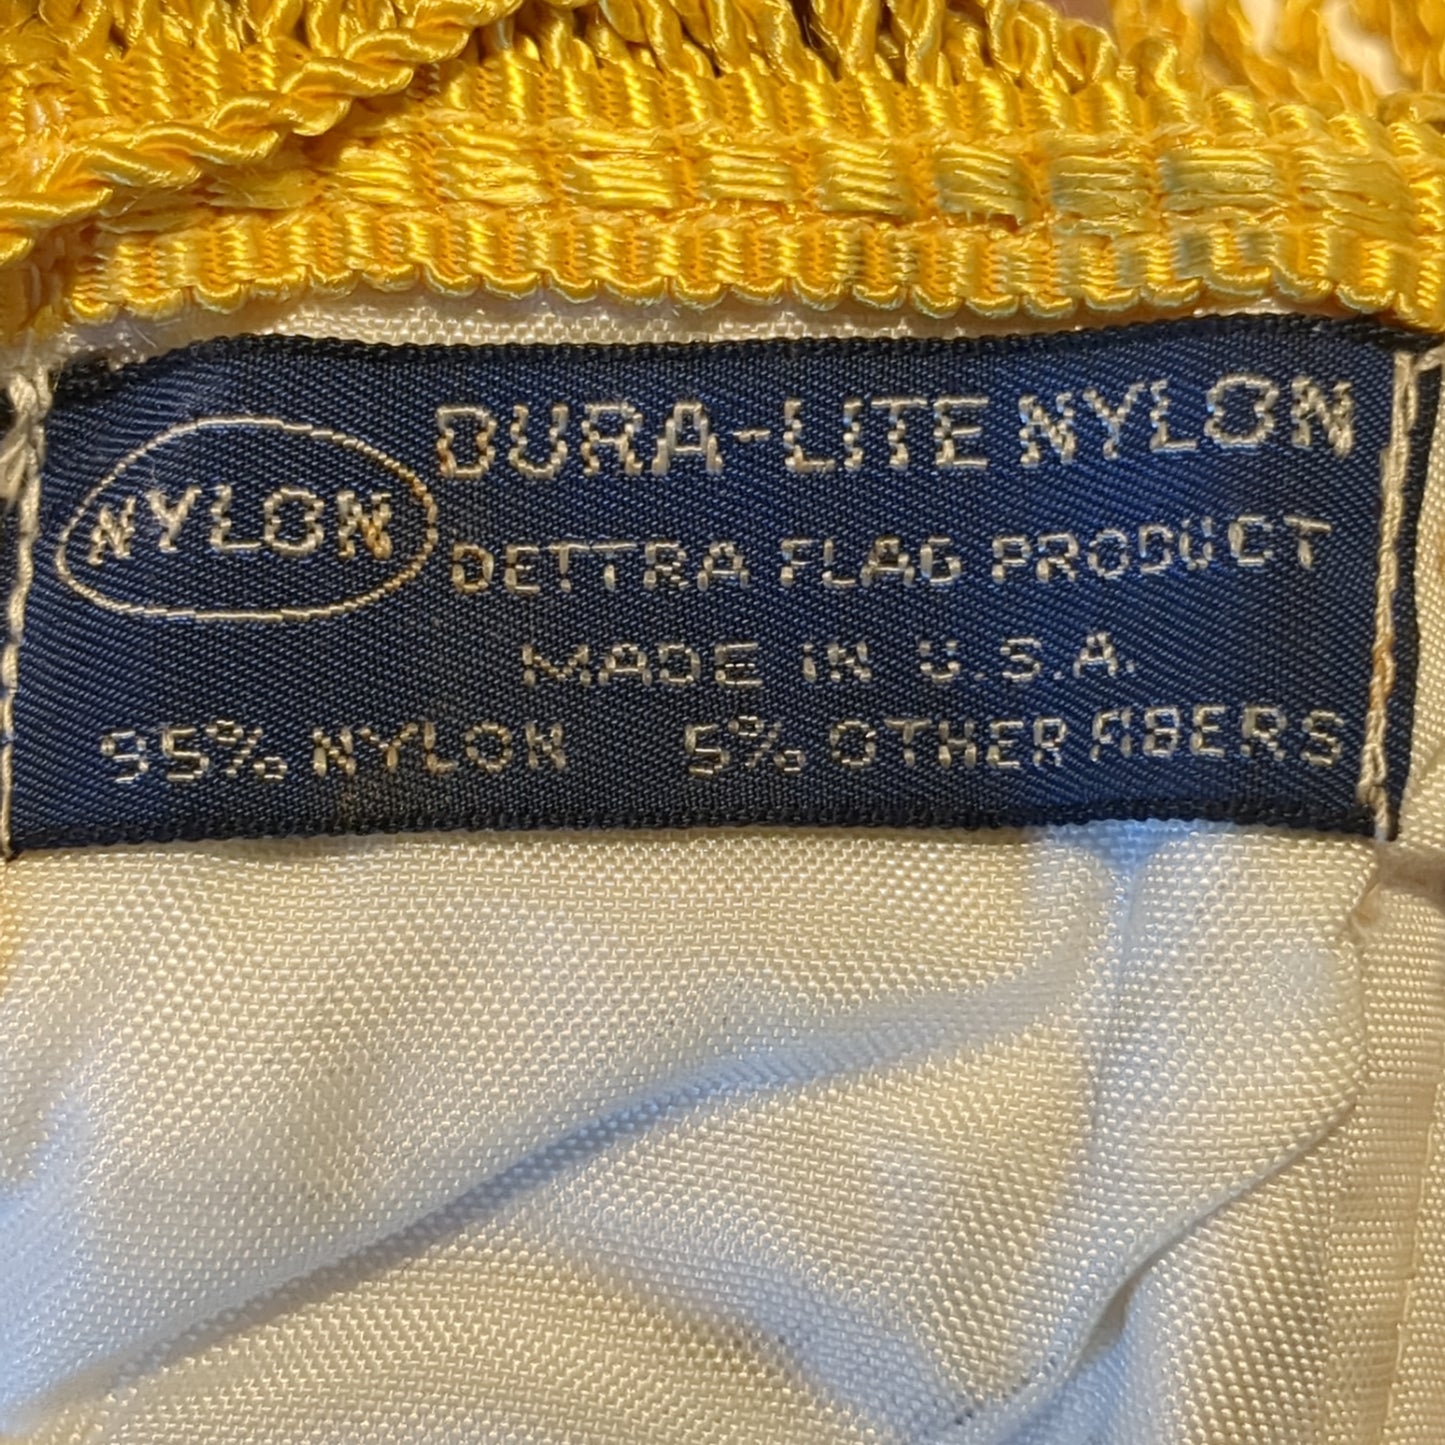 NYLON
DURA-LITE NYLON
DETTRA FLAG PRODUCT
MADE IN U.S.A.
95% NYLON 5% OTHER FIBERS